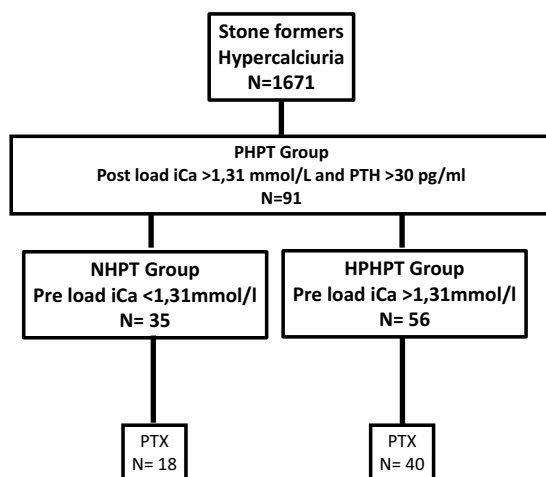 Stone formers
Hypercalciuria
N=1671
PHPT Group
Post load iCa >1,31 mmol/L and PTH >30 pg/ml
N=91
NHPT Group
Pre load iCa <1,31mmol/l
N= 35
HPHPT Group
Pre load iCa >1,31mmol/l
N= 56
PTX
N= 18
PTX
N= 40